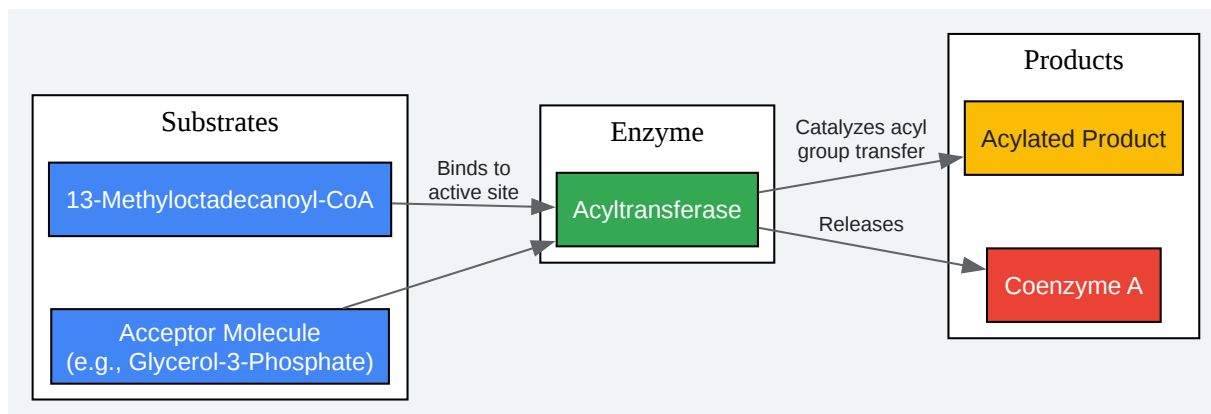 Substrates
13-Methyloctadecanoyl-CoA
Acceptor Molecule
(e.g., Glycerol-3-Phosphate)
Binds to
active site
Enzyme
Acyltransferase
Catalyzes acyl
group transfer
Releases
Products
Acylated Product
Coenzyme A